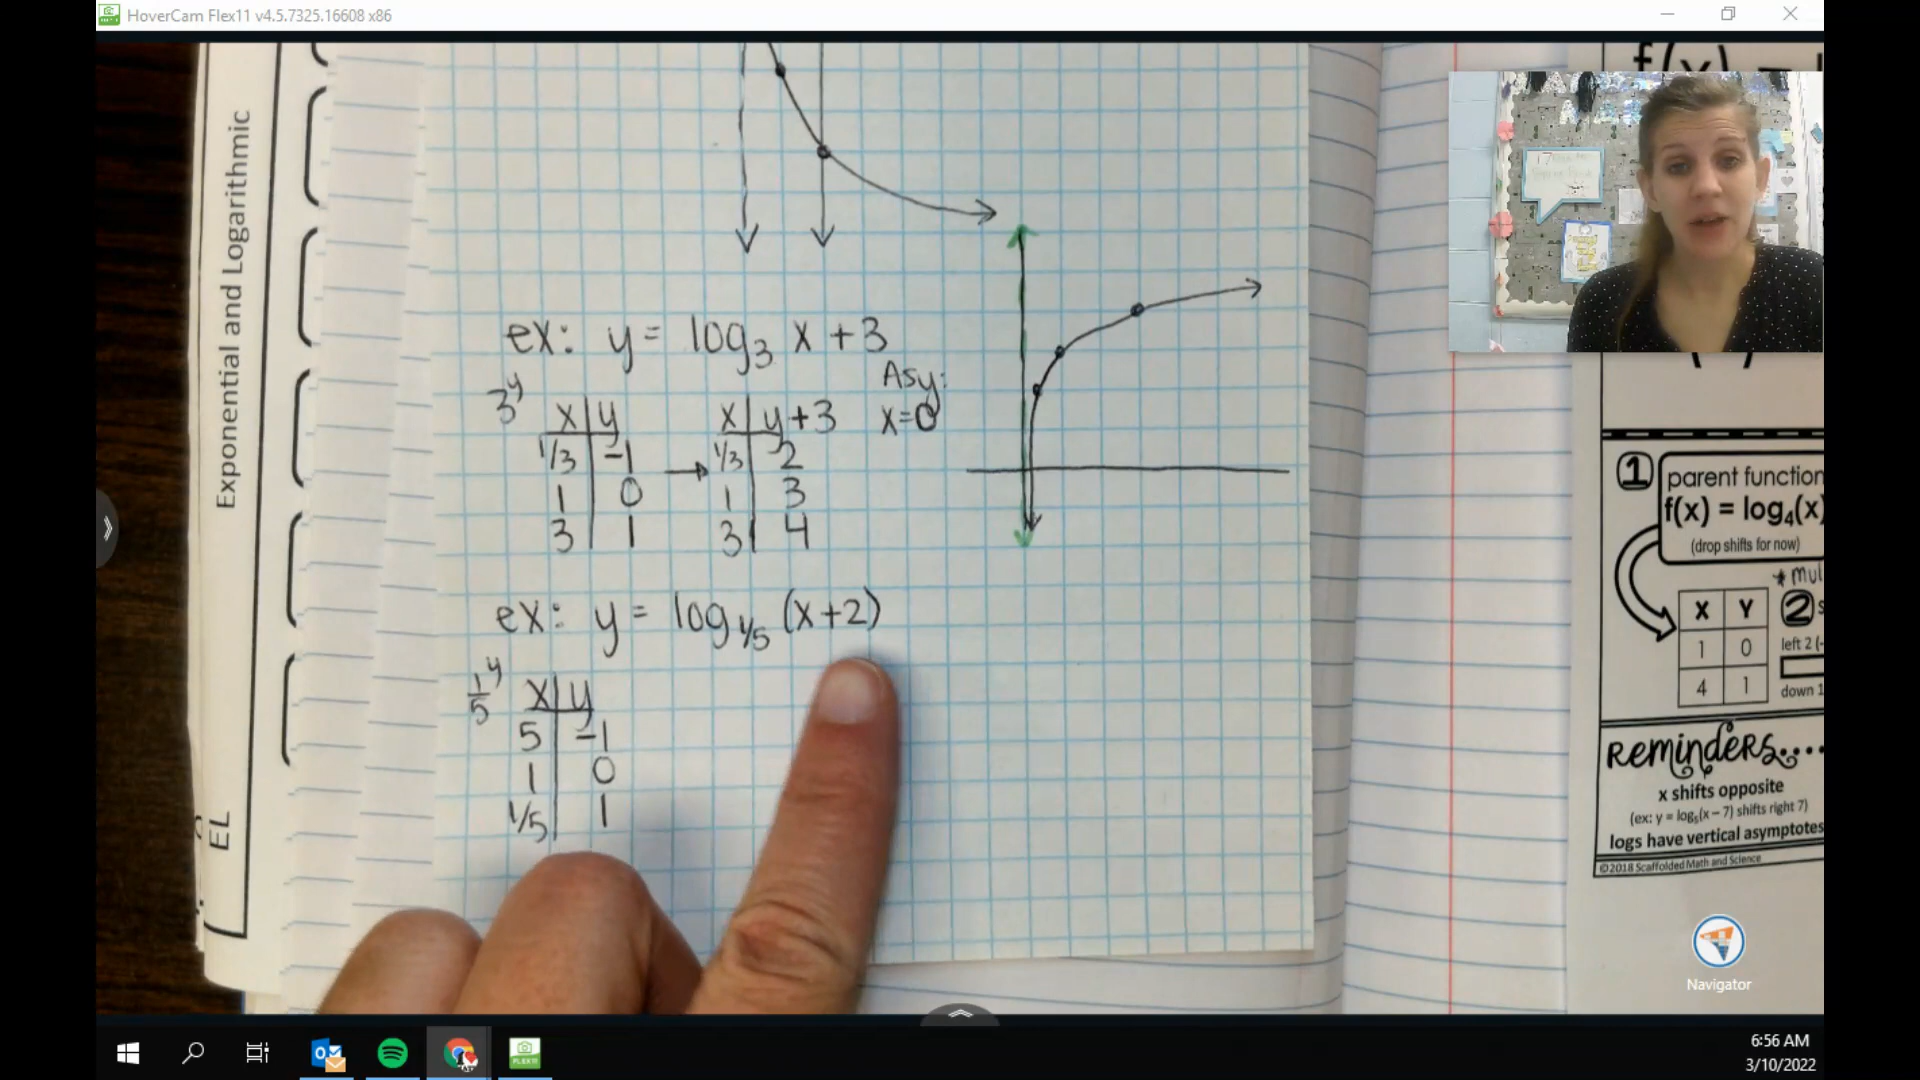 HoverCam Flex11 v4.5.7325.16608 x86
Exponential and Logarithmic
EL
ex: y = log₃ x + 3
Asy:
x=0
3^y
x | y
1/3 | -1
1 | 0
3 | 1
→
x | y+3
1/3 | 2
1 | 3
3 | 4
ex: y = log₁/₅ (x+2)
1/5^y
x | y
5 | -1
1 | 0
1/5 | 1
1 parent function
f(x) = log₄(x)
(drop shifts for now)
X Y
1 0
4 1
2
left 2
down 1
Reminders....
x shifts opposite
(ex: y = log₅(x – 7) shifts right 7)
logs have vertical asymptotes
©2018 Scaffolded Math and Science
Navigator
FLEX11
6:56 AM
3/10/2022